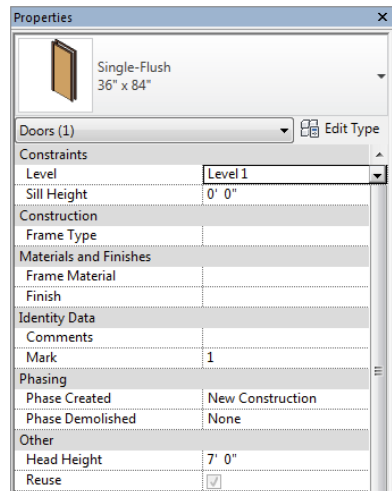 Properties x
Single-Flush
36" x 84"
Doors (1) Edit Type
Constraints
Level Level 1
Sill Height 0' 0"
Construction
Frame Type
Materials and Finishes
Frame Material
Finish
Identity Data
Comments
Mark 1
Phasing
Phase Created New Construction
Phase Demolished None
Other
Head Height 7' 0"
Reuse